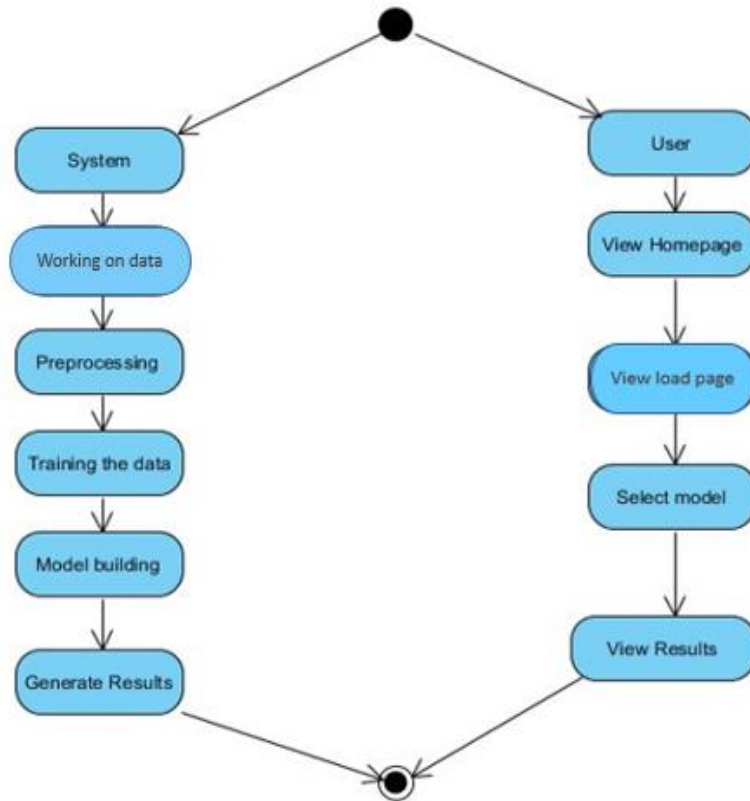 System
Working on data
Preprocessing
Training the data
Model building
Generate Results
User
View Homepage
View load page
Select model
View Results